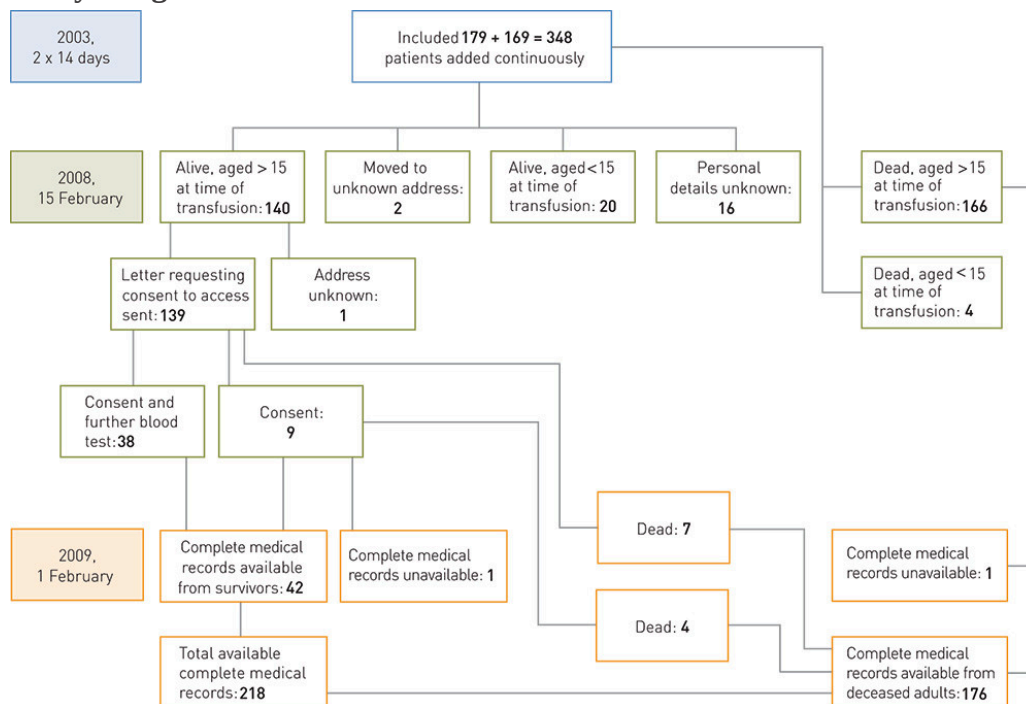 2003,
2 x 14 days
Included 179 + 169 = 348
patients added continuously
2008,
15 February
Alive, aged > 15
at time of
transfusion: 140
Moved to
unknown address:
2
Alive, aged <15
at time of
transfusion: 20
Personal
details unknown:
16
Dead, aged >15
at time of
transfusion: 166
Letter requesting
consent to access
sent: 139
Address
unknown:
1
Dead, aged <15
at time of
transfusion: 4
Consent and
further blood
test: 38
Consent:
9
2009,
1 February
Complete medical
records available
from survivors: 42
Complete medical
records unavailable: 1
Dead: 7
Complete medical
records unavailable: 1
Dead: 4
Total available
complete medical
records: 218
Complete medical
records available from
deceased adults: 176